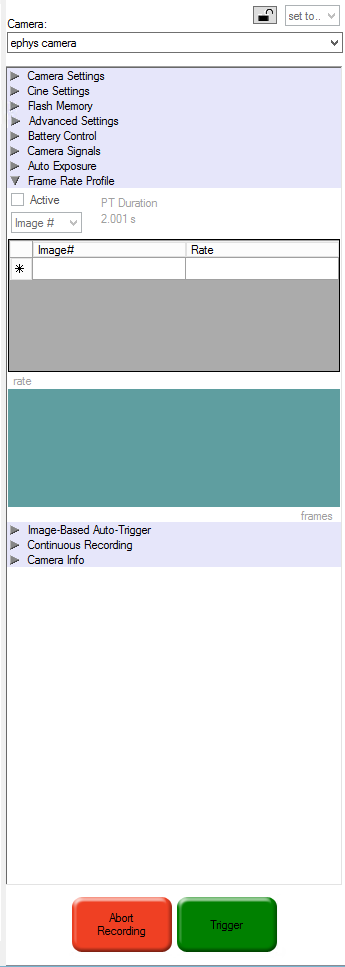 Camera:
set to..
ephys camera
Camera Settings
Cine Settings
Flash Memory
Advanced Settings
Battery Control
Camera Signals
Auto Exposure
Frame Rate Profile
Active
PT Duration
Image #
2.001 s
Image# Rate
*
rate
frames
Image-Based Auto-Trigger
Continuous Recording
Camera Info
Abort
Recording
Trigger